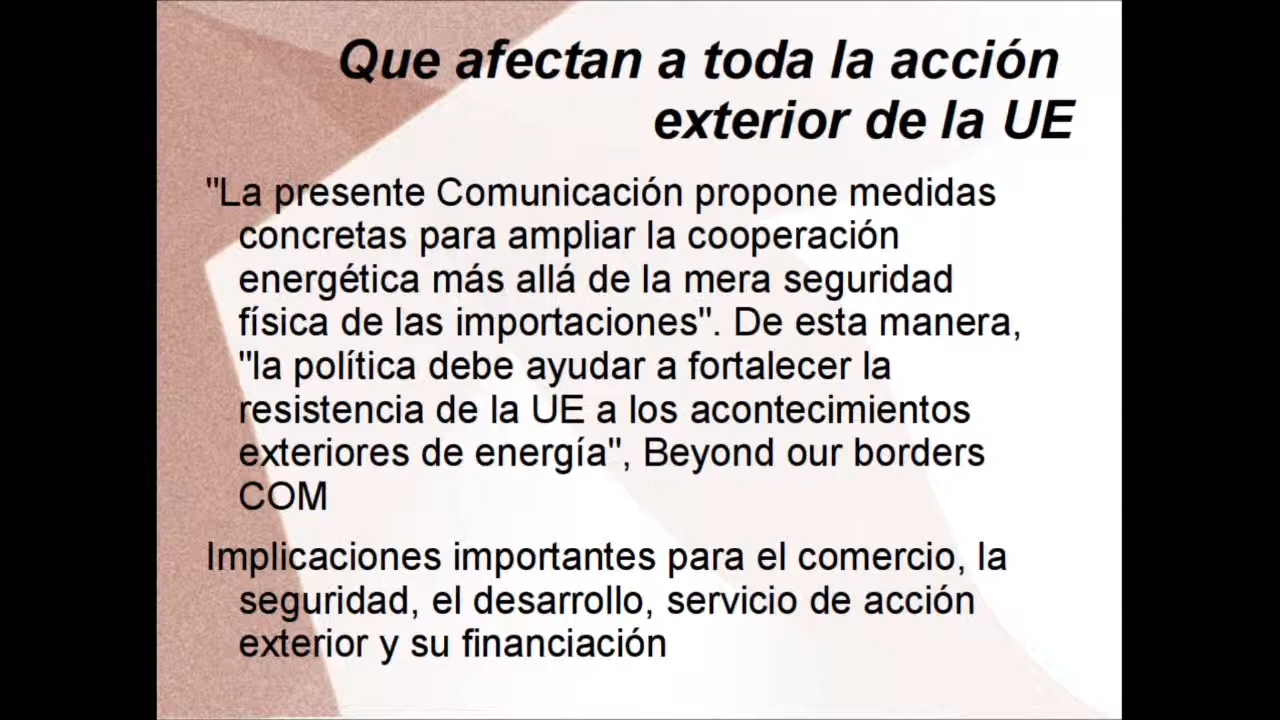 Que afectan a toda la acción
exterior de la UE
"La presente Comunicación propone medidas
concretas para ampliar la cooperación
energética más allá de la mera seguridad
física de las importaciones". De esta manera,
"la política debe ayudar a fortalecer la
resistencia de la UE a los acontecimientos
exteriores de energía", Beyond our borders
COM
Implicaciones importantes para el comercio, la
seguridad, el desarrollo, servicio de acción
exterior y su financiación